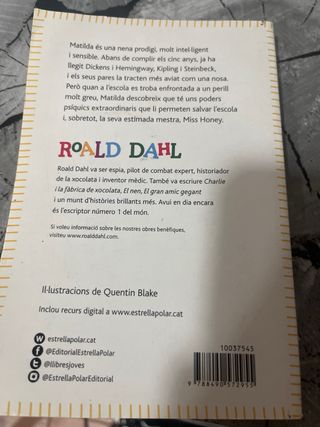 Matilda és una nena prodigi, molt intel·ligent
i sensible. Abans de complir els cinc anys, ja ha
llegit Dickens i Hemingway, Kipling i Steinbeck,
i els seus pares la tracten més aviat com una nosa.
Però quan a l'escola es troba enfrontada a un perill
molt greu, Matilda descobreix que té uns poders
psíquics extraordinaris que li permeten salvar l'escola
i, sobretot, la seva estimada mestra, Miss Honey.
ROALD DAHL
Roald Dahl va ser espia, pilot de combat expert, historiador
de la xocolata i inventor mèdic. També va escriure Charlie
i la fàbrica de xocolata, El nen, El gran amic gegant
i un munt d'històries brillants més. Avui en dia encara
és l'escriptor número 1 del món.
Si voleu informació sobre les nostres obres benèfiques,
visiteu www.roalddahl.com.
Il·lustracions de Quentin Blake
Inclou recurs digital a www.estrellapolar.cat
estrellapolar.cat
@EditorialEstrellaPolar
@llibresjoves
@EstrellaPolarEditorial
10037545
9 788490 572955